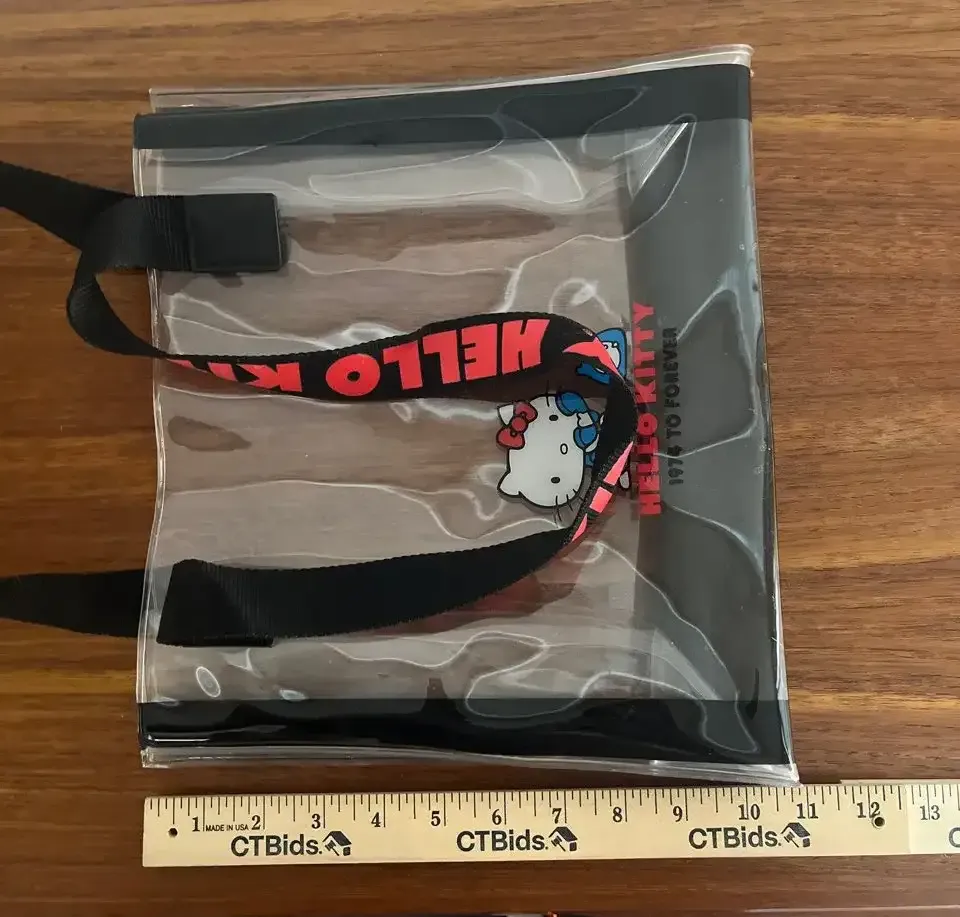 HELLO KI
HELLO KITTY
1974 TO FOREVER
1 MADE IN USA 2 3 4 5 6 7 8 9 10 11 12 13
CTBids. CTBids. CTBids.